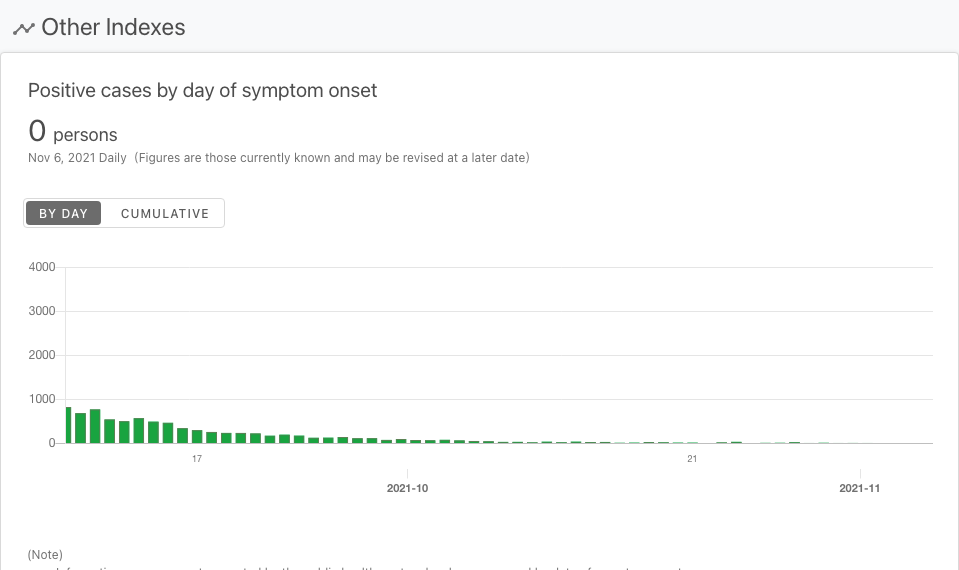 Other Indexes
Positive cases by day of symptom onset
0 persons
Nov 6, 2021 Daily (Figures are those currently known and may be revised at a later date)
BY DAY CUMULATIVE
4000
3000
2000
1000
0
17 21
2021-10 2021-11
(Note)